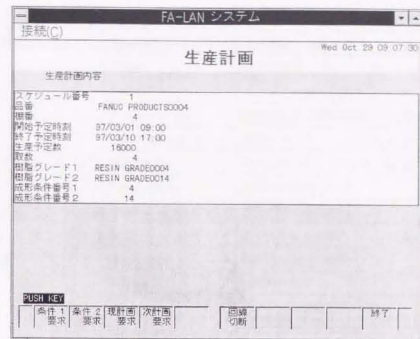 FA-LAN システム
接続(C)
生産計画
Wed Oct 29 09 07:30
生産計画内容
スケジュール番号 1
品番 FANUC PRODUCTS0004
機番 4
開始予定時刻 97/03/01 09:00
終了予定時刻 97/03/10 17:00
生産予定数 16000
取数 4
樹脂グレード1 RESIN GRADE0004
樹脂グレード2 RESIN GRADE0014
成形条件番号1 4
成形条件番号2 14
PUSH KEY
条件 1 要求
条件 2 要求
現計画 要求
次計画 要求
回線 切断
終了